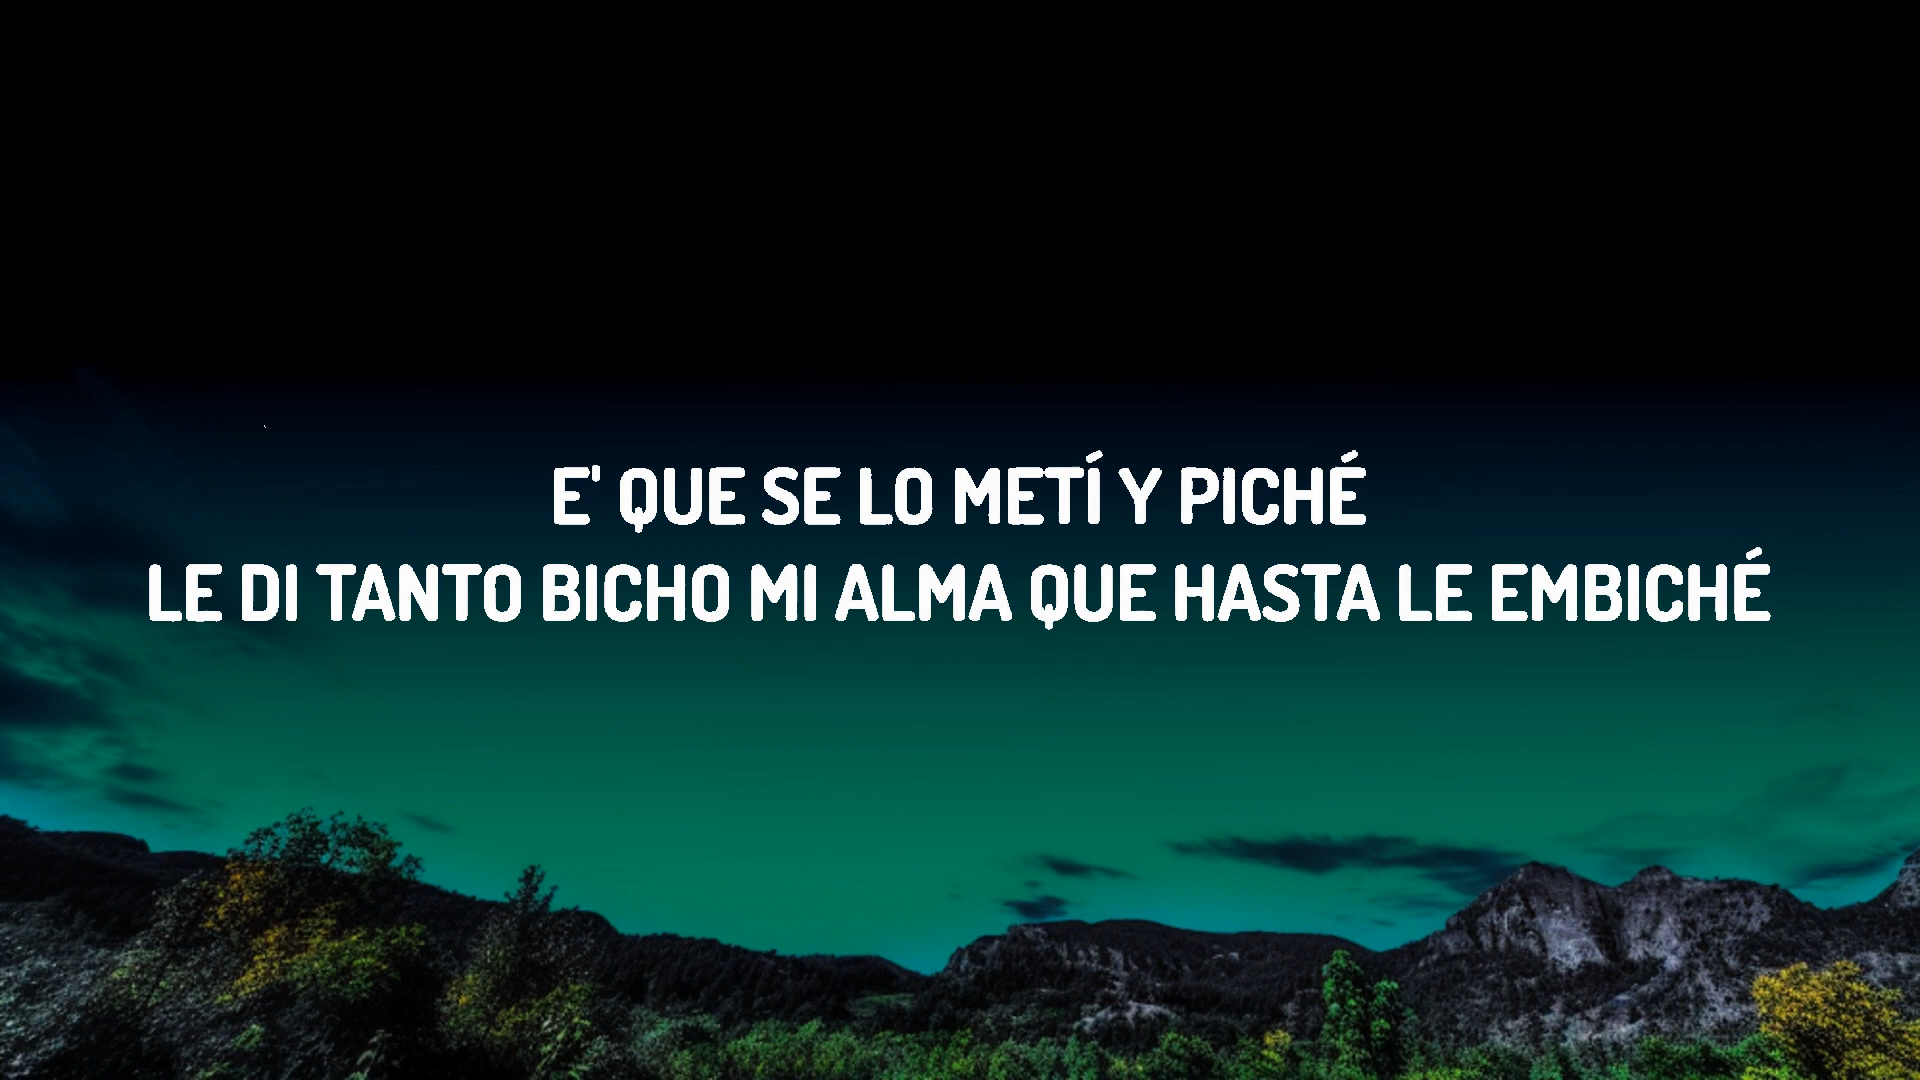 E' QUE SE LO METÍ Y PICHÉ
LE DI TANTO BICHO MI ALMA QUE HASTA LE EMBICHÉ